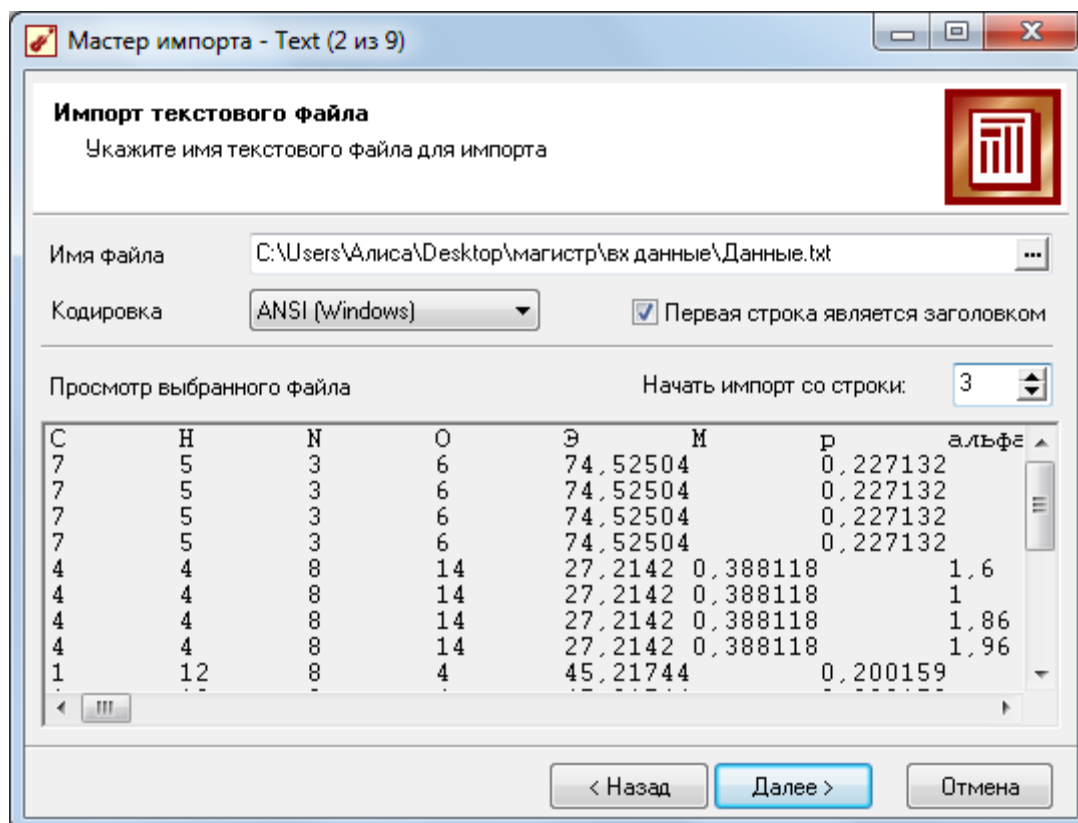 Мастер импорта - Text (2 из 9)
Импорт текстового файла
Укажите имя текстового файла для импорта
Имя файла C:\Users\Алиса\Desktop\магистр\вх данные\Данные.txt ...
Кодировка ANSI (Windows) Первая строка является заголовком
Просмотр выбранного файла Начать импорт со строки: 3
C H N O Э М р альфа
7 5 3 6 74,52504 0,227132
7 5 3 6 74,52504 0,227132
7 5 3 6 74,52504 0,227132
7 5 3 6 74,52504 0,227132
4 4 8 14 27,2142 0,388118 1,6
4 4 8 14 27,2142 0,388118 1
4 4 8 14 27,2142 0,388118 1,86
4 4 8 14 27,2142 0,388118 1,96
1 12 8 4 45,21744 0,200159
< Назад Далее > Отмена